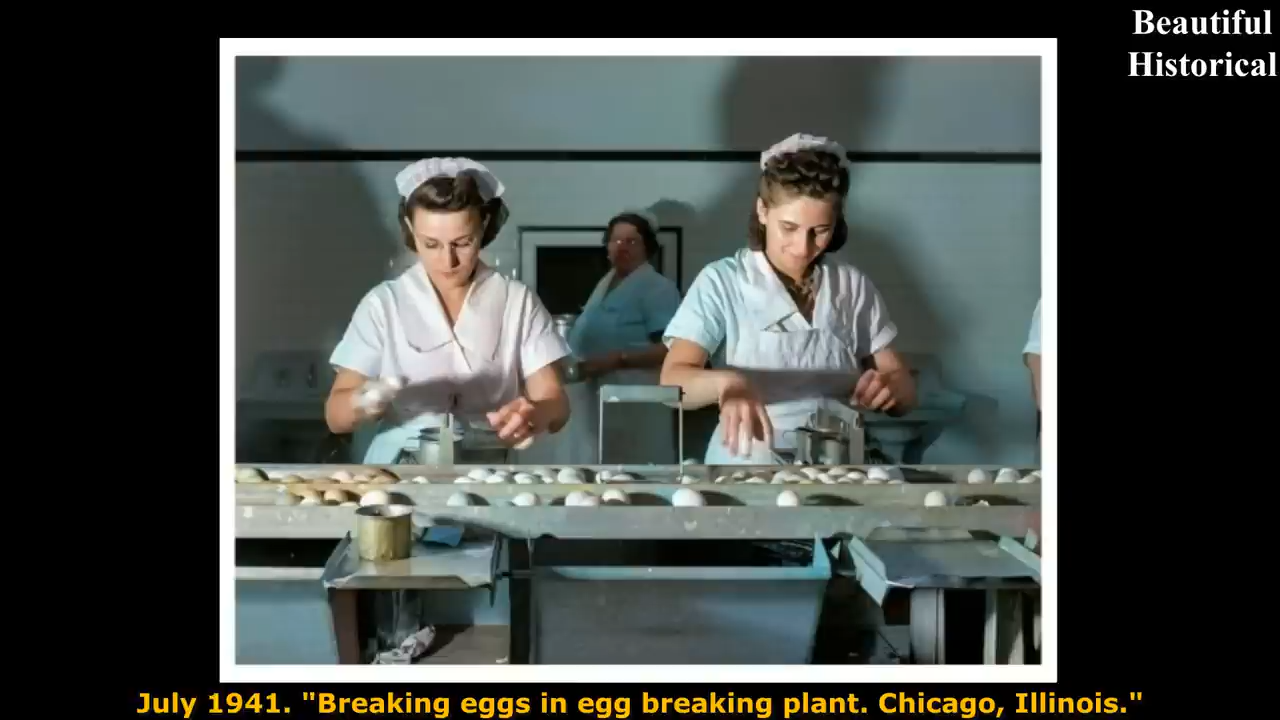 Beautiful
Historical
July 1941. "Breaking eggs in egg breaking plant. Chicago, Illinois."